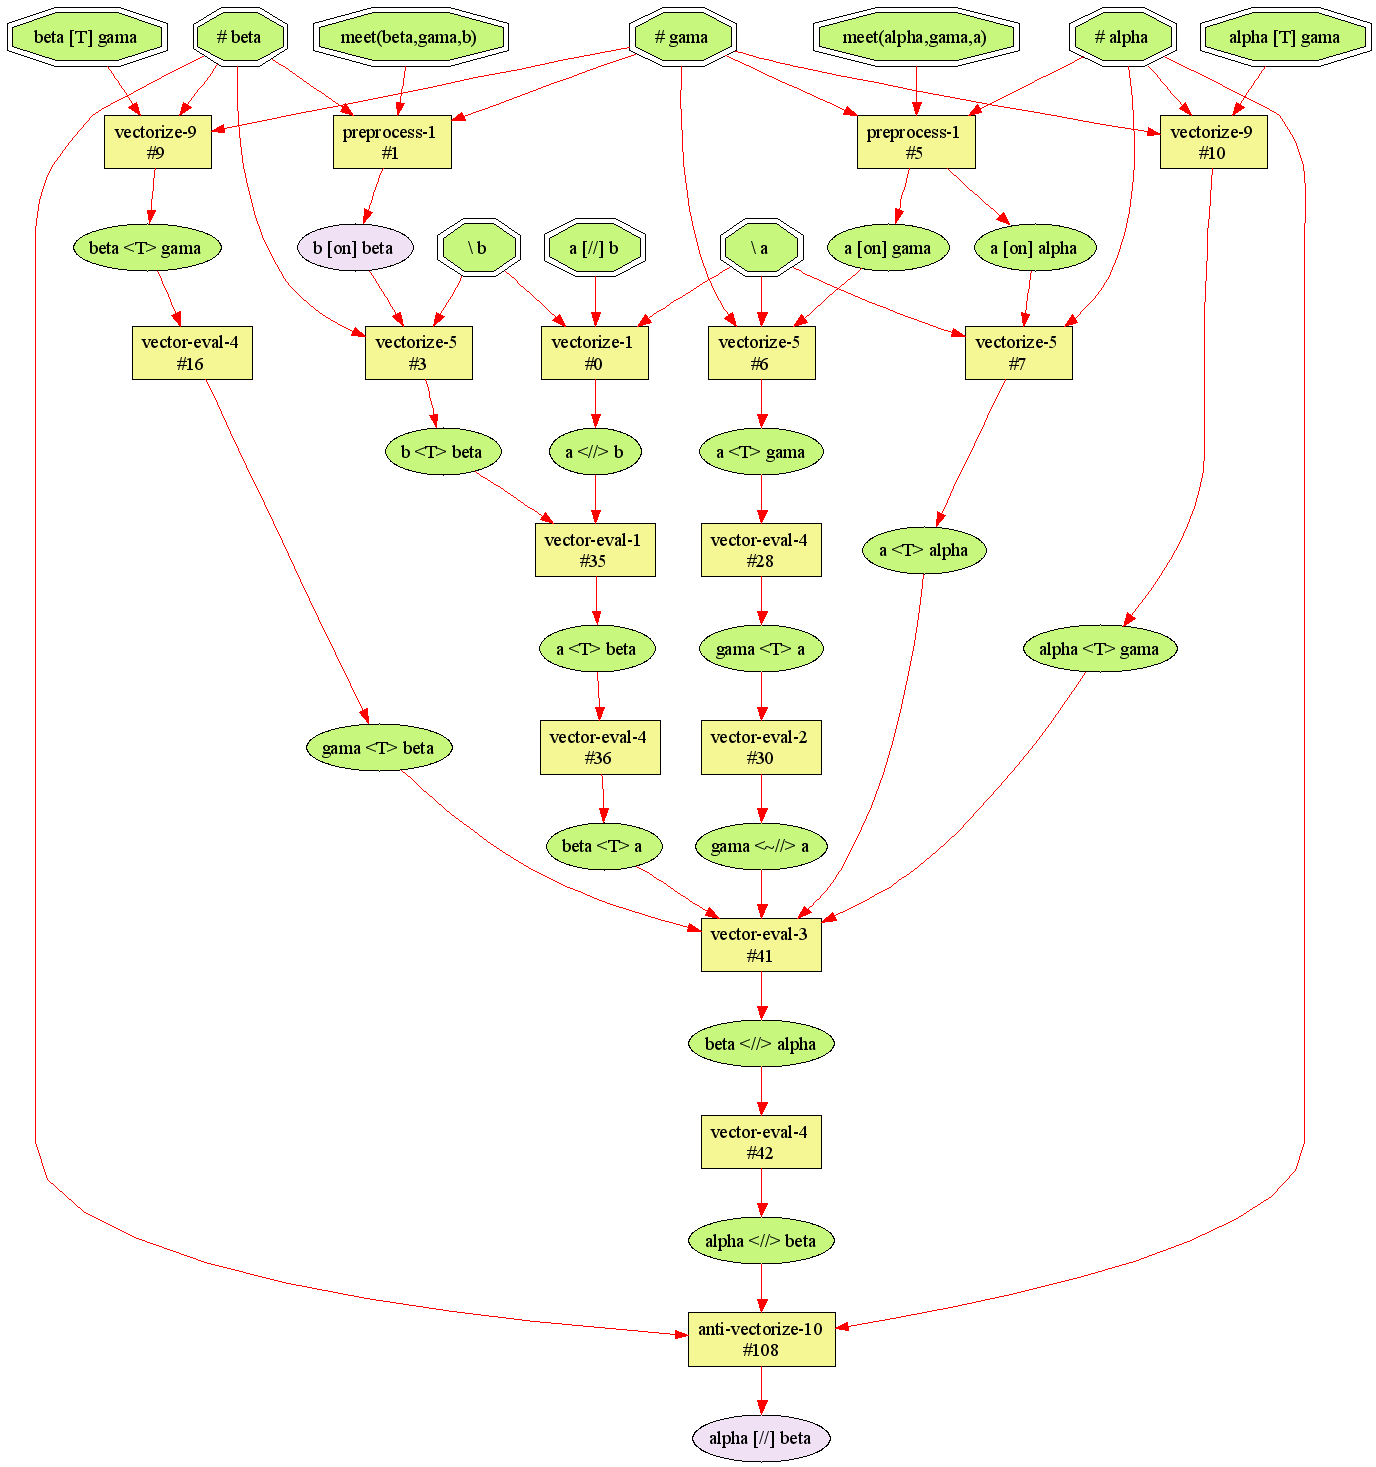 beta [T] gama
# beta
meet(beta,gama,b)
# gama
meet(alpha,gama,a)
# alpha
alpha [T] gama
vectorize-9
#9
preprocess-1
#1
preprocess-1
#5
vectorize-9
#10
beta <T> gama
b [on] beta
\ b
a [//] b
\ a
a [on] gama
a [on] alpha
vector-eval-4
#16
vectorize-5
#3
vectorize-1
#0
vectorize-5
#6
vectorize-5
#7
b <T> beta
a <//> b
a <T> gama
vector-eval-1
#35
vector-eval-4
#28
a <T> alpha
a <T> beta
gama <T> a
alpha <T> gama
gama <T> beta
vector-eval-4
#36
vector-eval-2
#30
beta <T> a
gama <~//> a
vector-eval-3
#41
beta <//> alpha
vector-eval-4
#42
alpha <//> beta
anti-vectorize-10
#108
alpha [//] beta